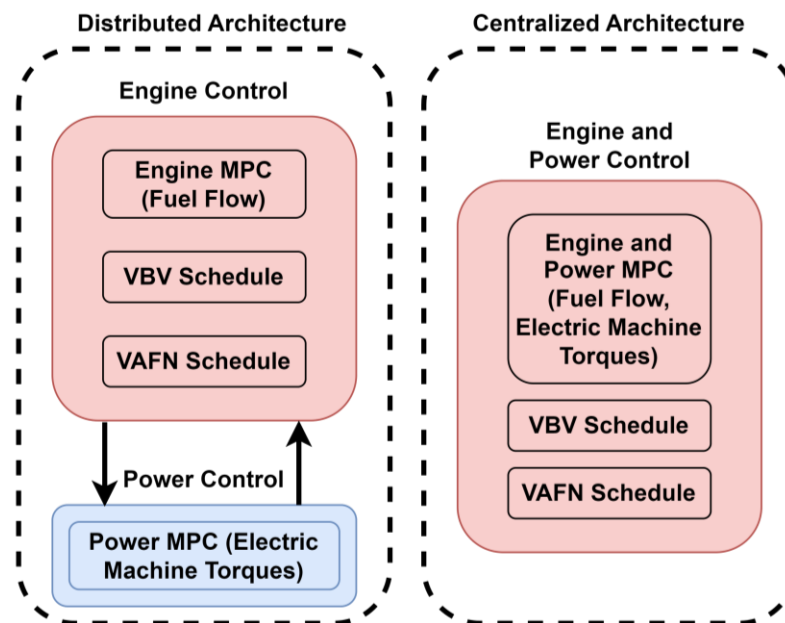 Distributed Architecture
Engine Control
Engine MPC
(Fuel Flow)
VBV Schedule
VAFN Schedule
Power Control
Power MPC (Electric
Machine Torques)
Centralized Architecture
Engine and
Power Control
Engine and
Power MPC
(Fuel Flow,
Electric Machine
Torques)
VBV Schedule
VAFN Schedule